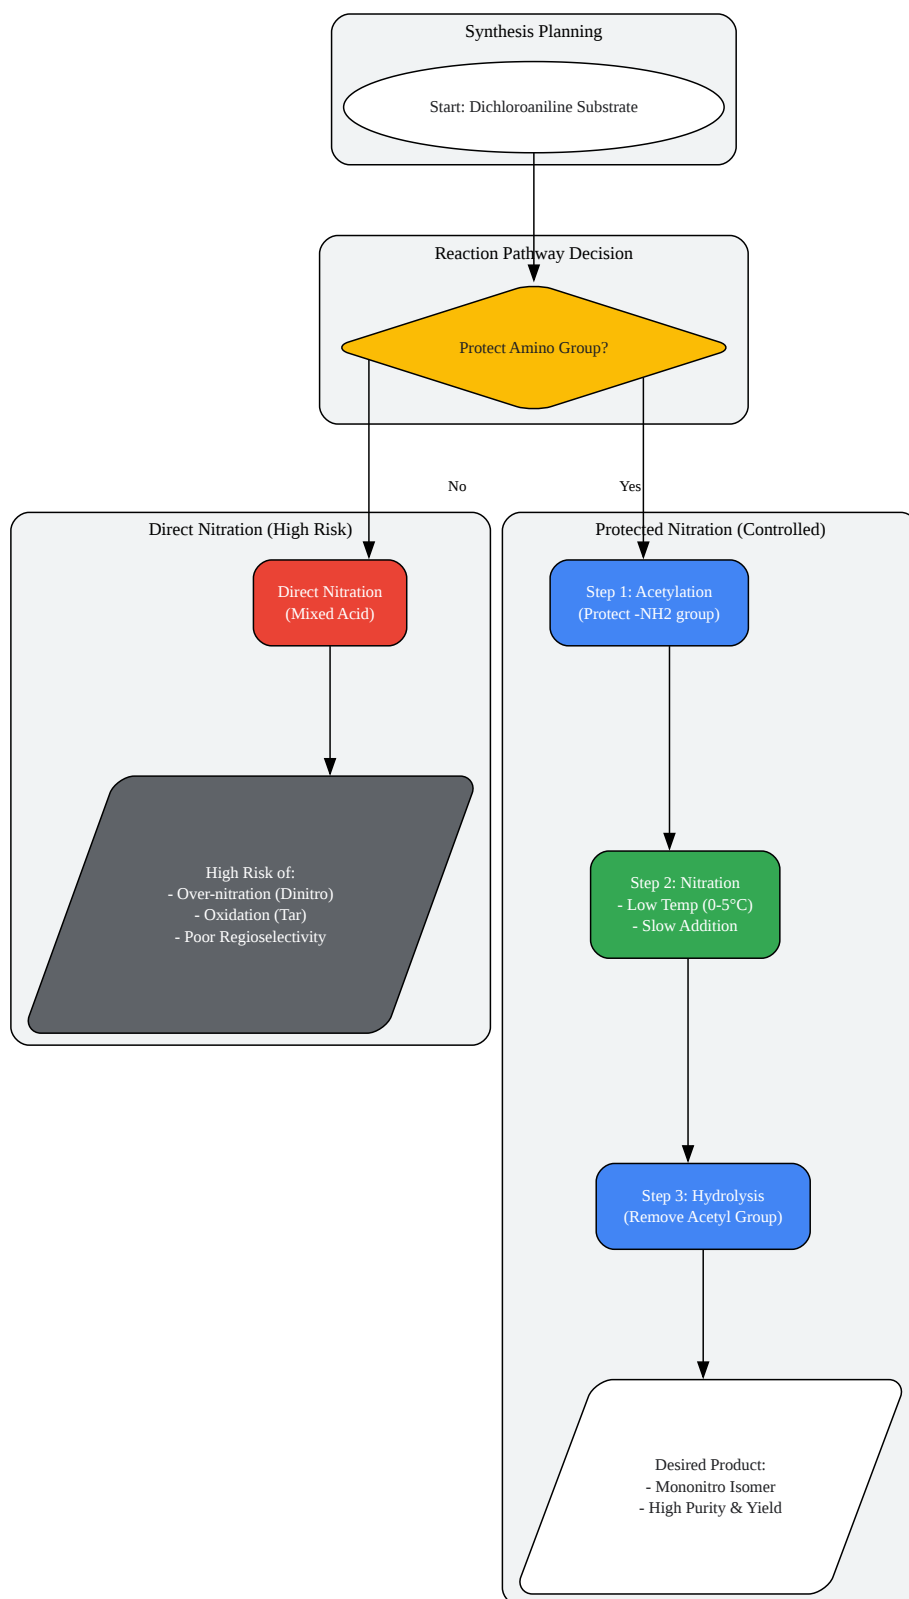 Synthesis Planning
Start: Dichloroaniline Substrate
Reaction Pathway Decision
Protect Amino Group?
No
Yes
Direct Nitration (High Risk)
Direct Nitration
(Mixed Acid)
High Risk of:
- Over-nitration (Dinitro)
- Oxidation (Tar)
- Poor Regioselectivity
Protected Nitration (Controlled)
Step 1: Acetylation
(Protect -NH2 group)
Step 2: Nitration
- Low Temp (0-5°C)
- Slow Addition
Step 3: Hydrolysis
(Remove Acetyl Group)
Desired Product:
- Mononitro Isomer
- High Purity & Yield